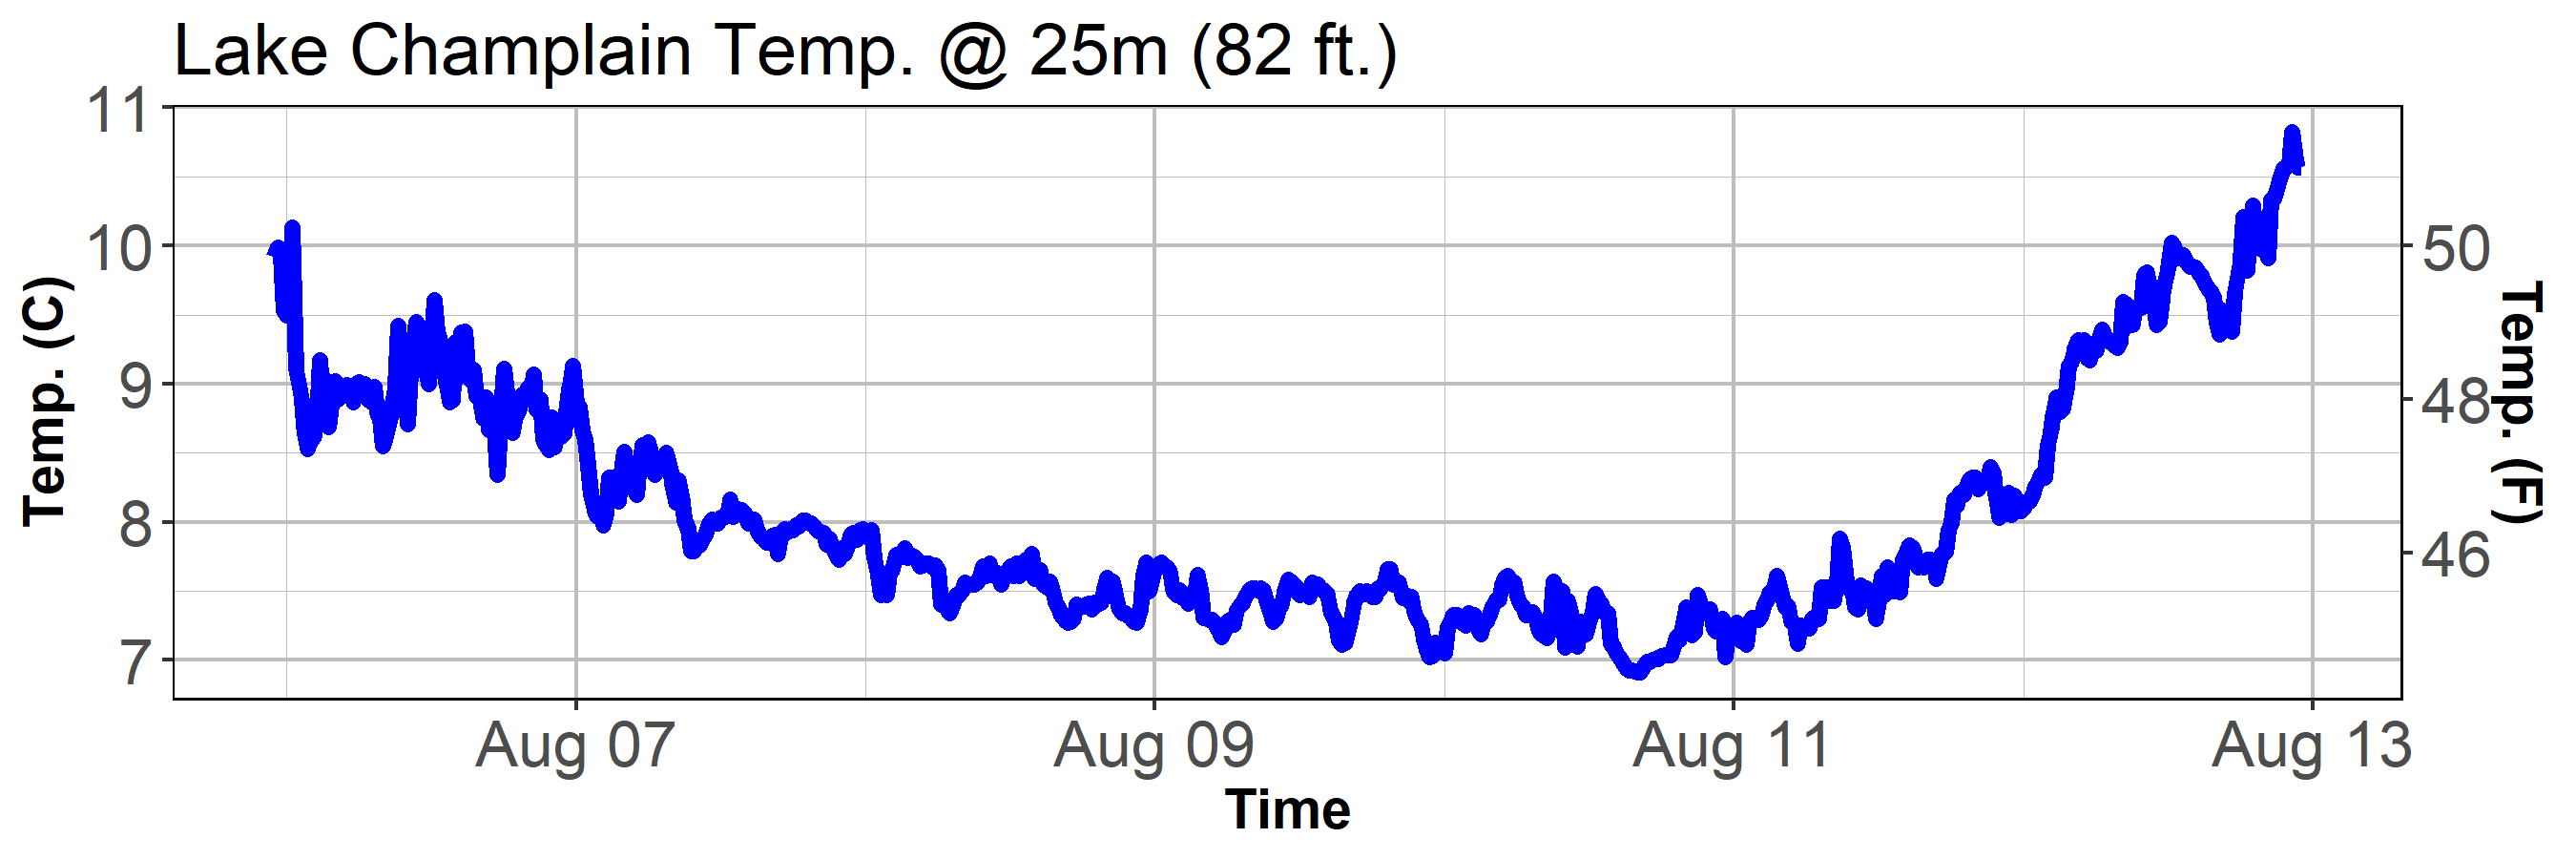 Lake Champlain Temp. @ 25m (82 ft.)
11
10
9
8
7
Temp. (C)
50
48
46
Temp. (F)
Aug 07 Aug 09 Aug 11 Aug 13
Time